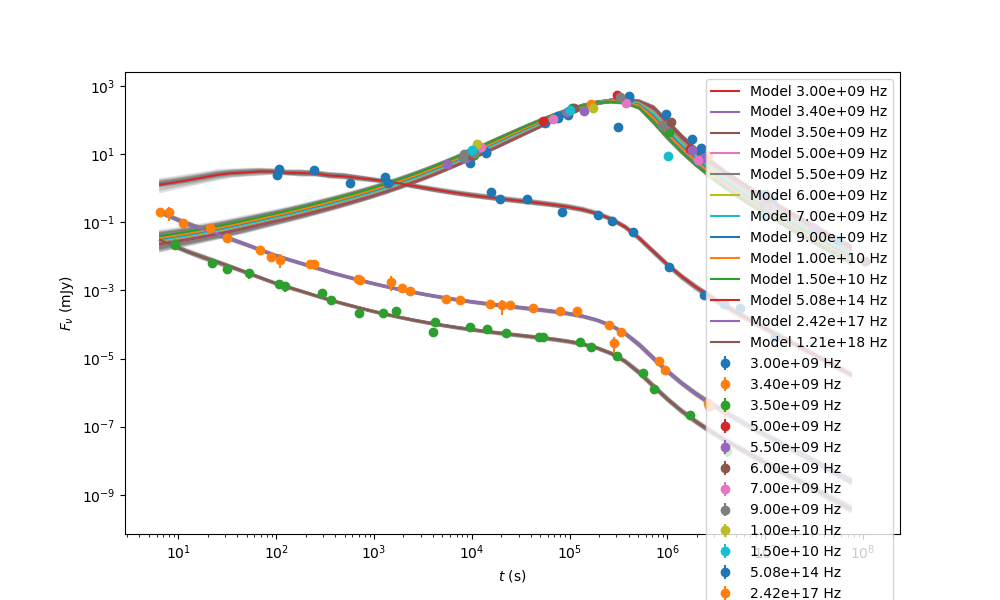 10³
10¹
10⁻¹
10⁻³
10⁻⁵
10⁻⁷
10⁻⁹
Fν (mJy)
10¹ 10² 10³ 10⁴ 10⁵ 10⁶ 10⁸
t (s)
Model 3.00e+09 Hz
Model 3.40e+09 Hz
Model 3.50e+09 Hz
Model 5.00e+09 Hz
Model 5.50e+09 Hz
Model 6.00e+09 Hz
Model 7.00e+09 Hz
Model 9.00e+09 Hz
Model 1.00e+10 Hz
Model 1.50e+10 Hz
Model 5.08e+14 Hz
Model 2.42e+17 Hz
Model 1.21e+18 Hz
3.00e+09 Hz
3.40e+09 Hz
3.50e+09 Hz
5.00e+09 Hz
5.50e+09 Hz
6.00e+09 Hz
7.00e+09 Hz
9.00e+09 Hz
1.00e+10 Hz
1.50e+10 Hz
5.08e+14 Hz
2.42e+17 Hz